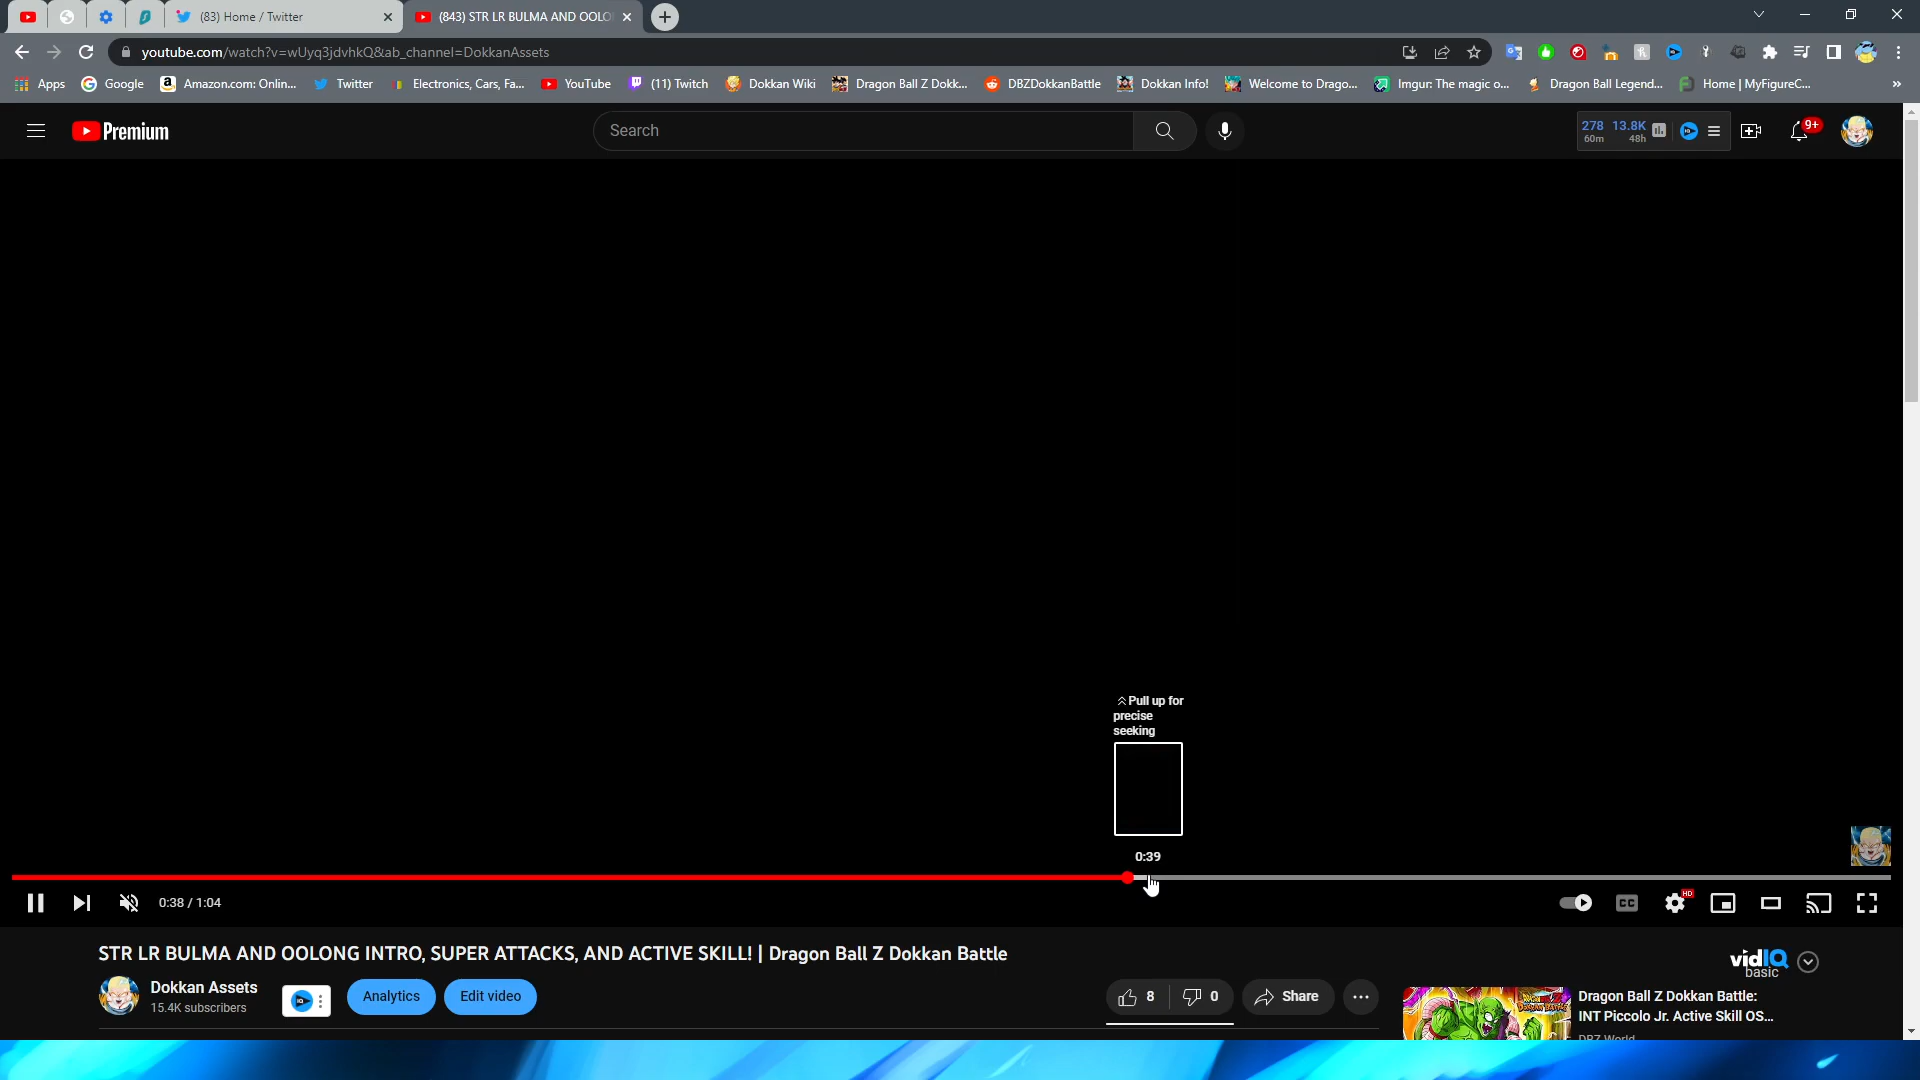 (83) Home / Twitter
(843) STR LR BULMA AND OOLO
youtube.com/watch?v=wUyq3jdvhkQ&ab_channel=DokkanAssets
Apps
Google
Amazon.com: Onlin...
Twitter
Electronics, Cars, Fa...
YouTube
(11) Twitch
Dokkan Wiki
Dragon Ball Z Dokk...
DBZDokkanBattle
Dokkan Info!
Welcome to Drago...
Imgur: The magic o...
Dragon Ball Legend...
Home | MyFigureC...
»
Premium
Search
278 13.8K
60m 48h
9+
Pull up for
precise
seeking
0:39
0:38 / 1:04
CC
HD
STR LR BULMA AND OOLONG INTRO, SUPER ATTACKS, AND ACTIVE SKILL! | Dragon Ball Z Dokkan Battle
vidIQ
basic
Dokkan Assets
15.4K subscribers
IQ
Analytics
Edit video
8
0
Share
Dragon Ball Z Dokkan Battle:
INT Piccolo Jr. Active Skill OS...
DBZ World